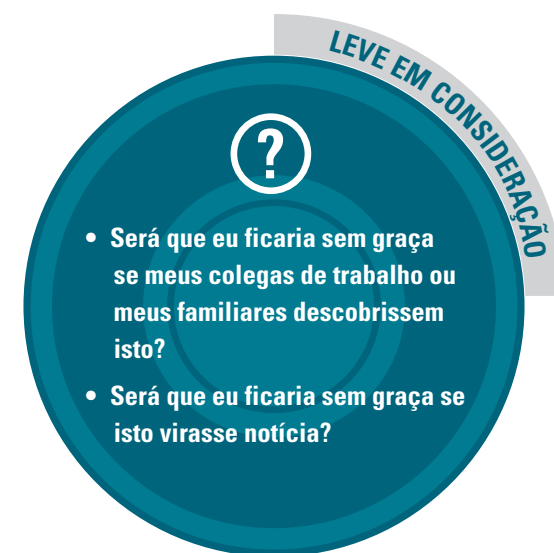 LEVE EM CONSIDERAÇÃO
?
• Será que eu ficaria sem graça
se meus colegas de trabalho ou
meus familiares descobrissem
isto?
• Será que eu ficaria sem graça se
isto virasse notícia?